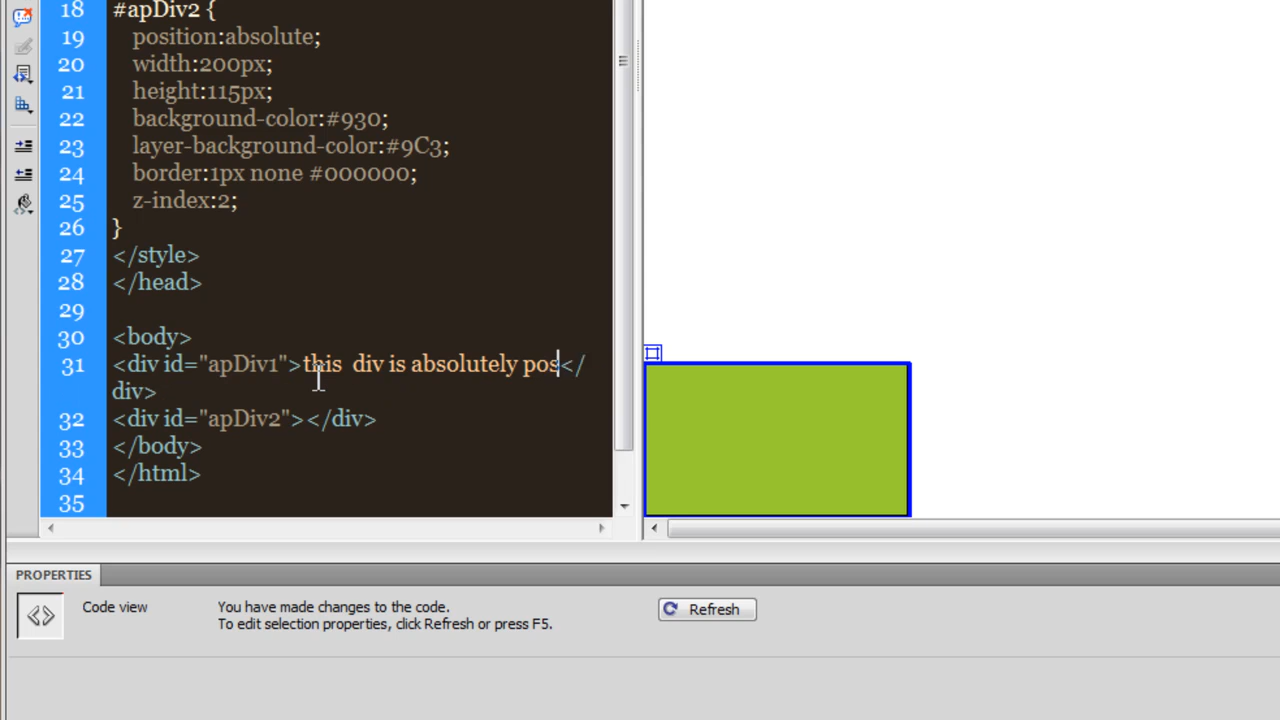 18 #apDiv2 {
19 position:absolute;
20 width:200px;
21 height:115px;
22 background-color:#930;
23 layer-background-color:#9C3;
24 border:1px none #000000;
25 z-index:2;
26 }
27 </style>
28 </head>
29
30 <body>
31 <div id="apDiv1">this  div is absolutely pos</
div>
32 <div id="apDiv2"></div>
33 </body>
34 </html>
35
PROPERTIES
Code view
You have made changes to the code.
To edit selection properties, click Refresh or press F5.
Refresh